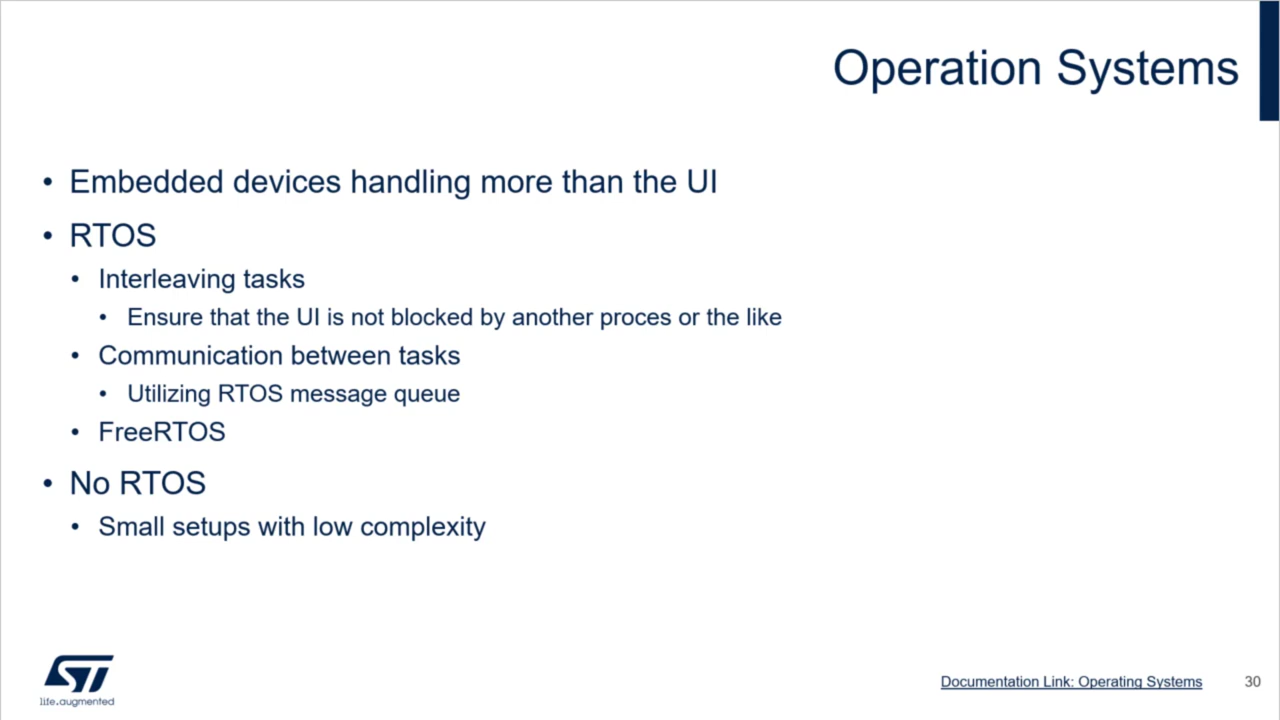 Operation Systems
• Embedded devices handling more than the UI
• RTOS
• Interleaving tasks
• Ensure that the UI is not blocked by another proces or the like
• Communication between tasks
• Utilizing RTOS message queue
• FreeRTOS
• No RTOS
• Small setups with low complexity
ST
life.augmented
Documentation Link: Operating Systems
30